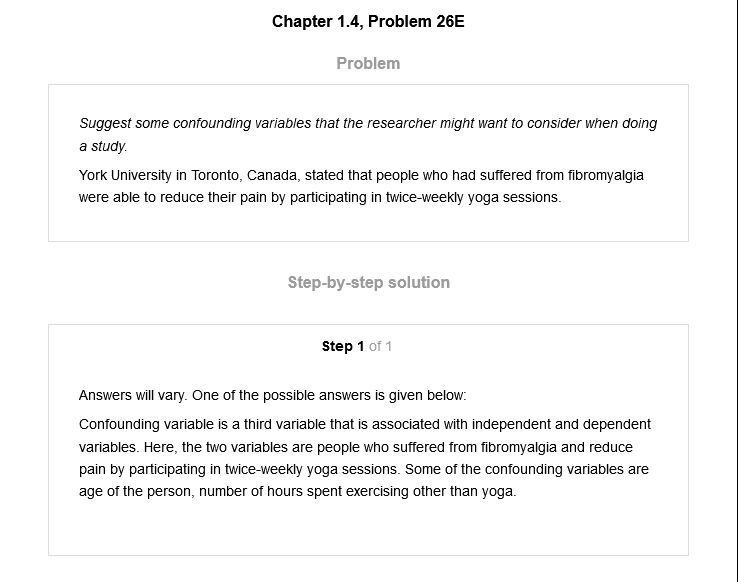 Chapter 1.4, Problem 26E
Problem
Suggest some confounding variables that the researcher might want to consider when doing
a study.
York University in Toronto, Canada, stated that people who had suffered from fibromyalgia
were able to reduce their pain by participating in twice-weekly yoga sessions.
Step-by-step solution
Step 1 of 1
Answers will vary. One of the possible answers is given below:
Confounding variable is a third variable that is associated with independent and dependent
variables. Here, the two variables are people who suffered from fibromyalgia and reduce
pain by participating in twice-weekly yoga sessions. Some of the confounding variables are
age of the person, number of hours spent exercising other than yoga.